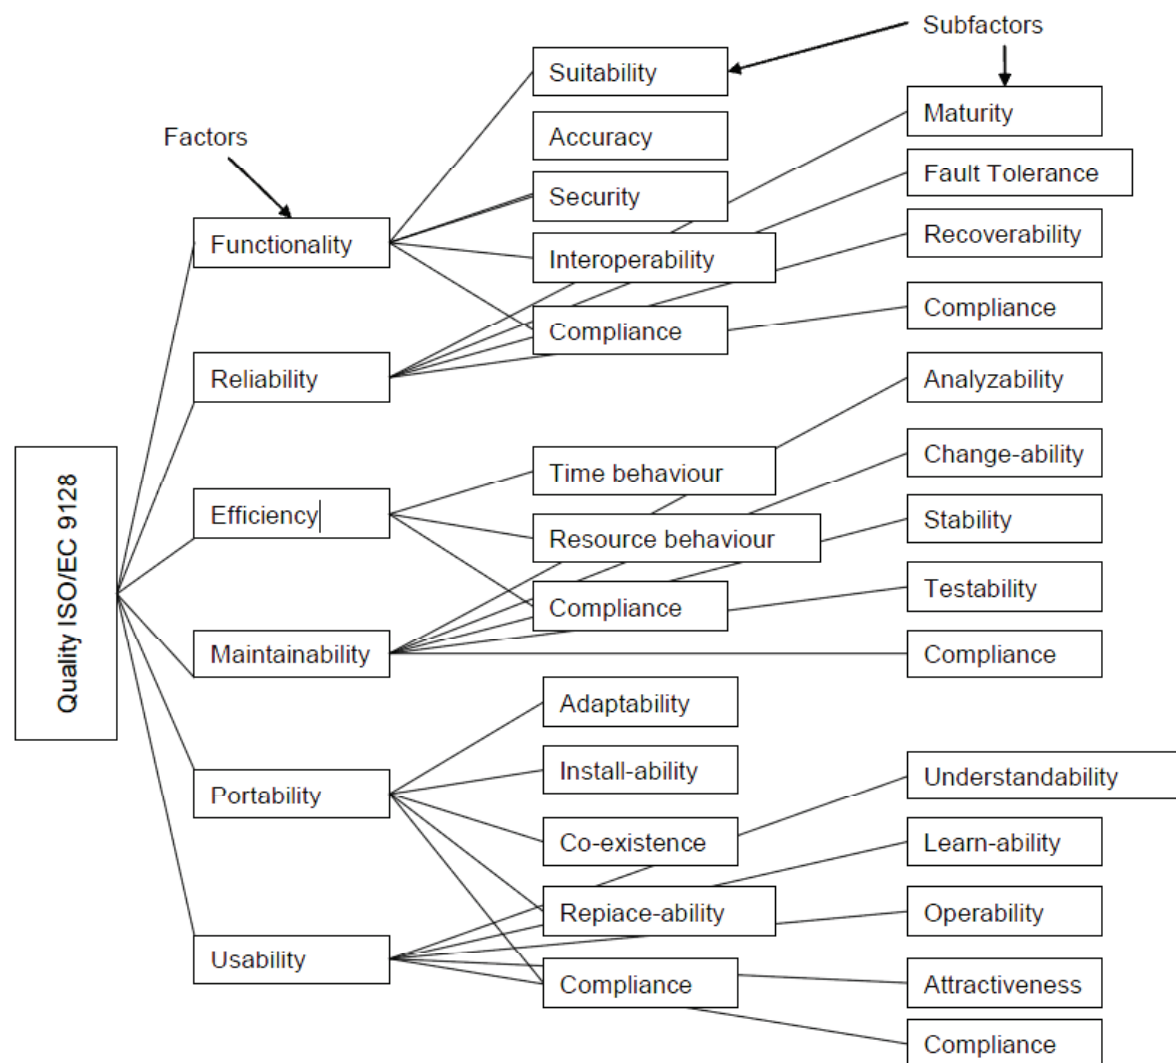 Subfactors
Factors
Quality ISO/EC 9128
Functionality
Suitability
Accuracy
Security
Interoperability
Compliance
Reliability
Maturity
Fault Tolerance
Recoverability
Compliance
Efficiency
Time behaviour
Resource behaviour
Compliance
Maintainability
Analyzability
Change-ability
Stability
Testability
Compliance
Portability
Adaptability
Install-ability
Co-existence
Repiace-ability
Compliance
Usability
Understandability
Learn-ability
Operability
Attractiveness
Compliance